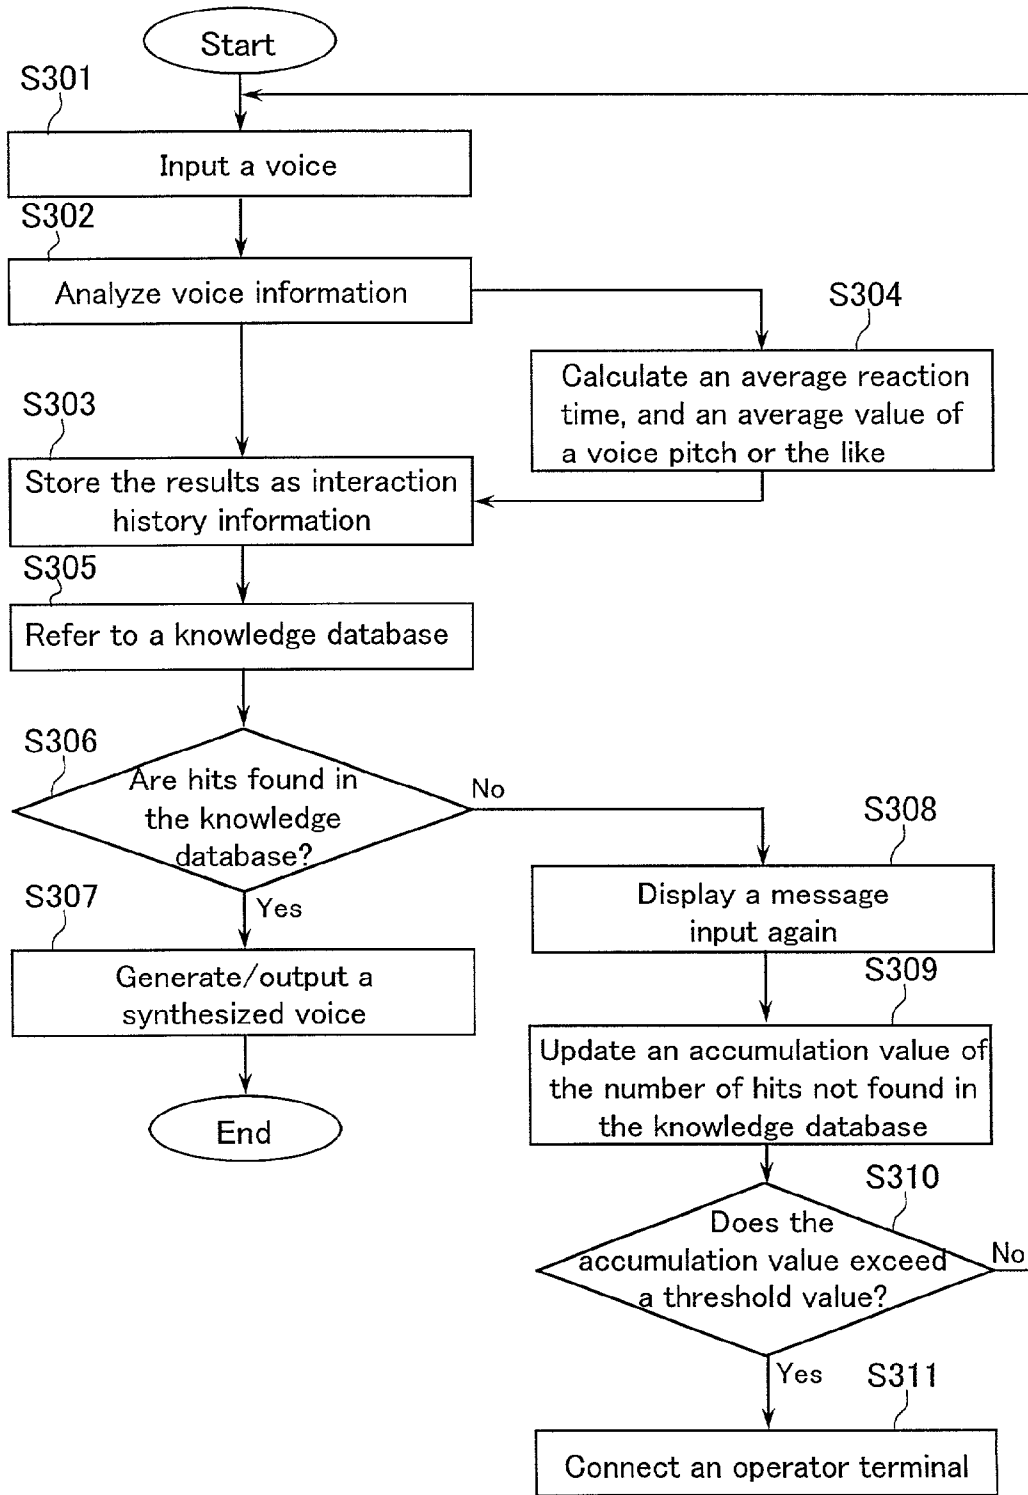 Start
S301
Input a voice
S302
Analyze voice information
S304
Calculate an average reaction
time, and an average value of
a voice pitch or the like
S303
Store the results as interaction
history information
S305
Refer to a knowledge database
S306
Are hits found in
the knowledge
database?
No
Yes
S307
Generate/output a
synthesized voice
End
S308
Display a message
input again
S309
Update an accumulation value of
the number of hits not found in
the knowledge database
S310
Does the
accumulation value exceed
a threshold value?
No
Yes
S311
Connect an operator terminal